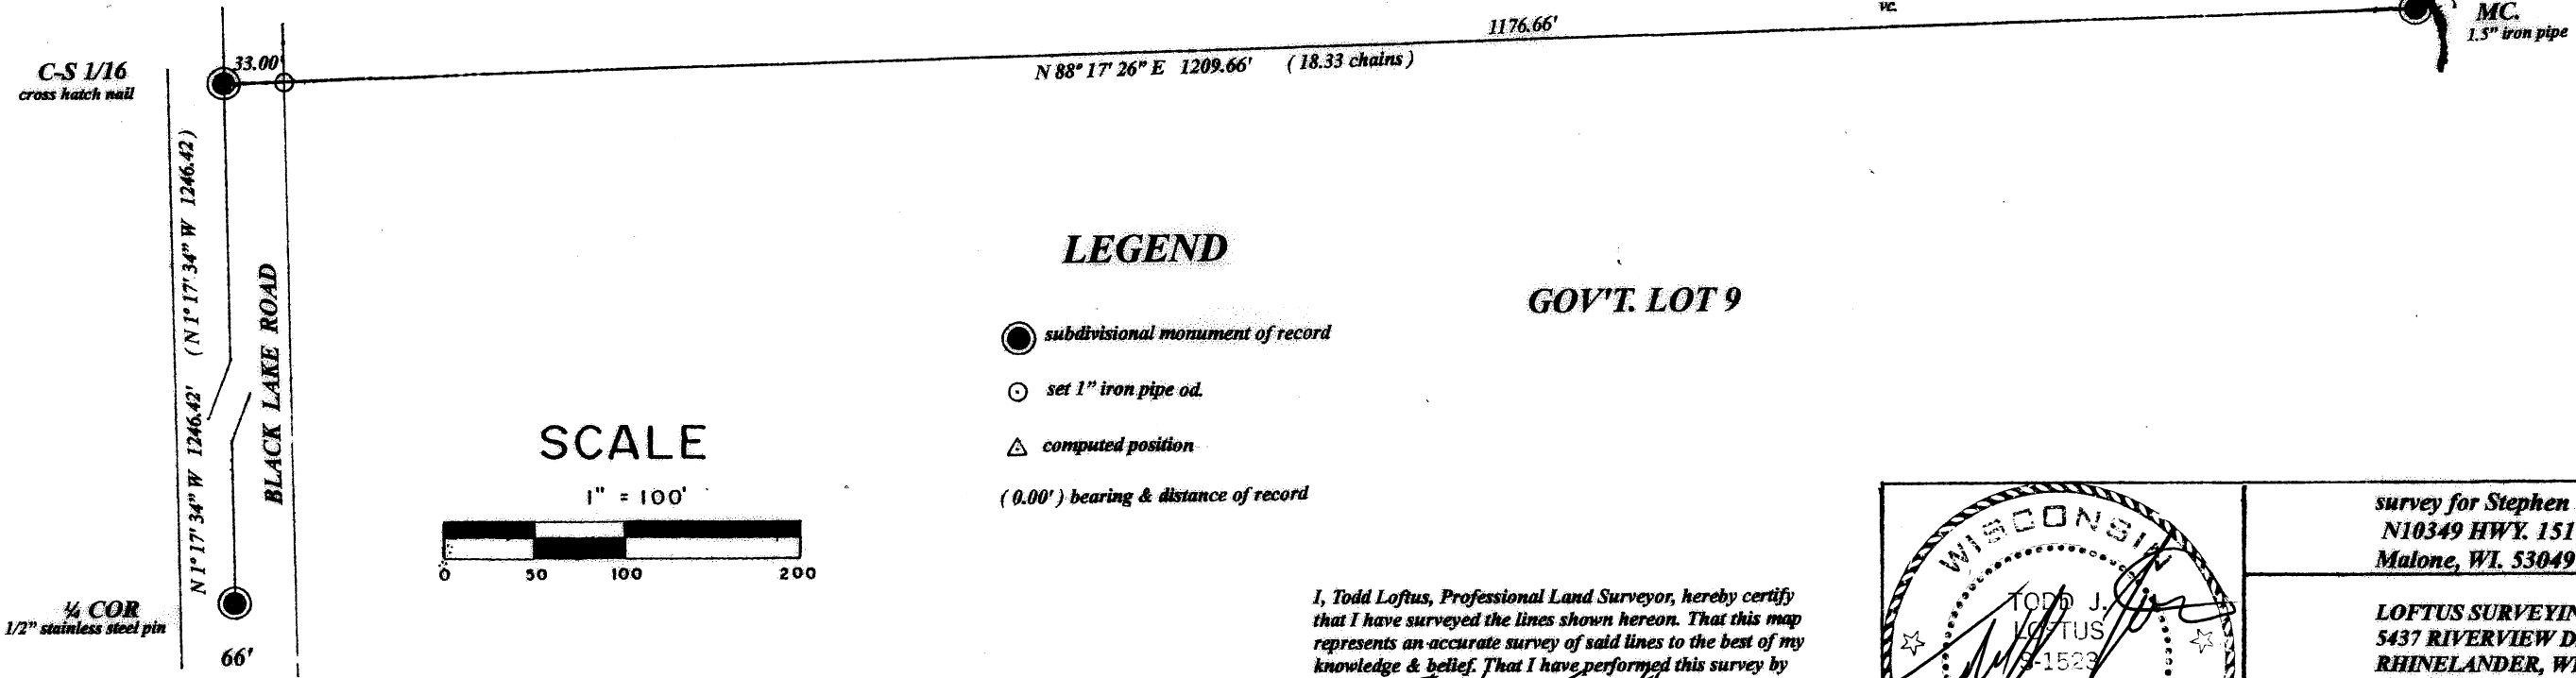 1176.66'
vc.
MC.
1.5" iron pipe
C-S 1/16
cross hatch nail
33.00'
N 88° 17' 26" E 1209.66' ( 18.33 chains )
N 1° 17' 34" W 1246.42' ( N 1° 17' 34" W 1246.42)
BLACK LAKE ROAD
¼ COR
1/2" stainless steel pin
66'
SCALE
1" = 100'
0 50 100 200
LEGEND
subdivisional monument of record
set 1" iron pipe od.
computed position
( 0.00' ) bearing & distance of record
GOV'T. LOT 9
I, Todd Loftus, Professional Land Surveyor, hereby certify
that I have surveyed the lines shown hereon. That this map
represents an accurate survey of said lines to the best of my
knowledge & belief. That I have performed this survey by
WISCONSIN
TODD J.
LOFTUS
S-1523
survey for Stephen
N10349 HWY. 151
Malone, WI. 53049
LOFTUS SURVEYIN
5437 RIVERVIEW D
RHINELANDER, WI